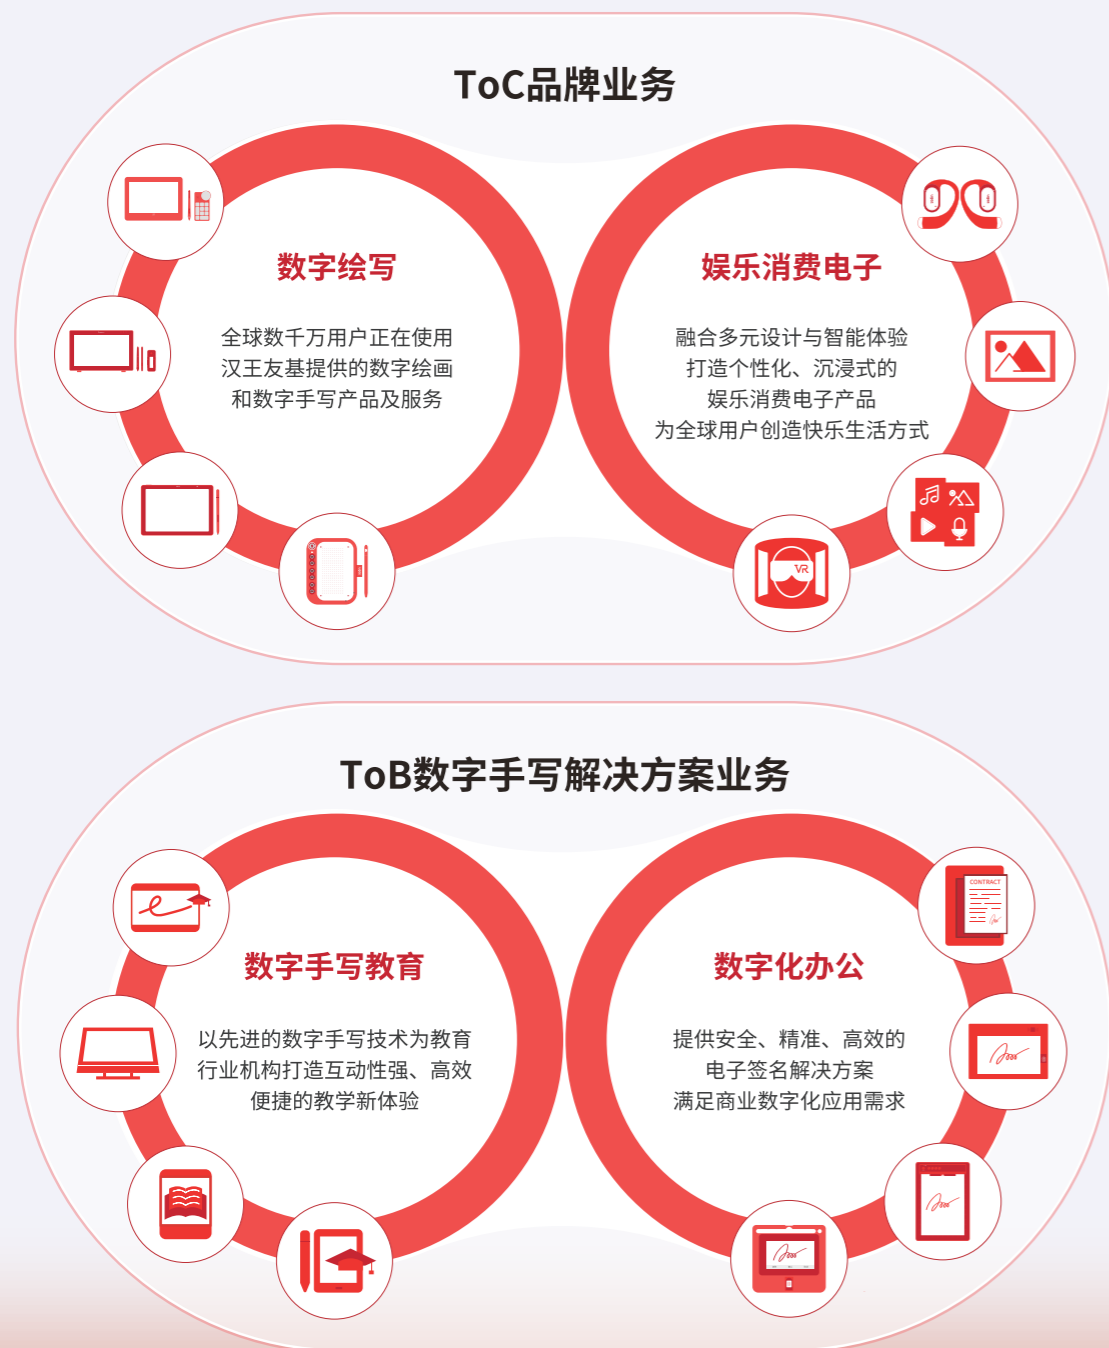 ToC品牌业务
数字绘写
全球数千万用户正在使用
汉王友基提供的数字绘画
和数字手写产品及服务
娱乐消费电子
融合多元设计与智能体验
打造个性化、沉浸式的
娱乐消费电子产品
为全球用户创造快乐生活方式
VR
ToB数字手写解决方案业务
数字手写教育
以先进的数字手写技术为教育
行业机构打造互动性强、高效
便捷的教学新体验
数字化办公
提供安全、精准、高效的
电子签名解决方案
满足商业数字化应用需求
CONTRACT